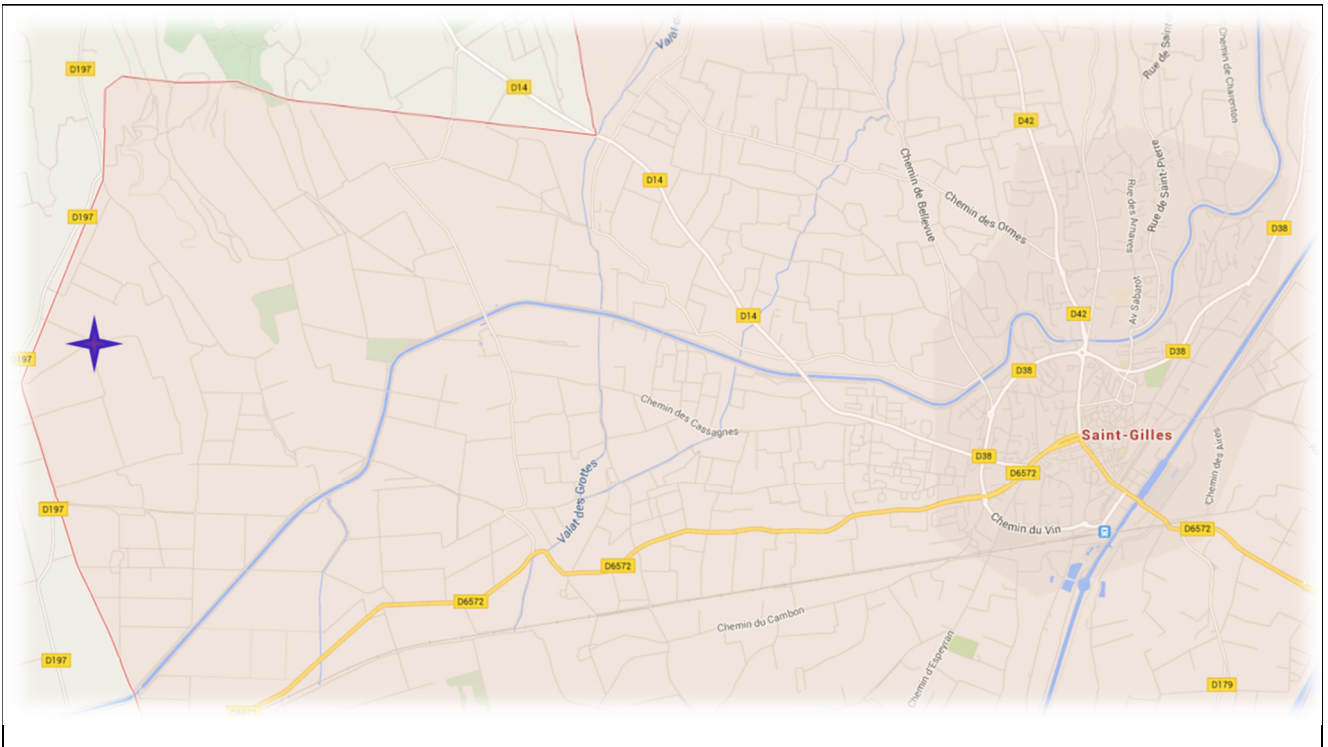 Valat d
Rue de Saint-
Chemin de Charenton
D197
D14
D42
Rue de Saint-Pierre
D14
Chemin de Bellevue
Rue des Arnaves
Chemin des Olmes
D197
D38
Av Sabatot
D42
D14
D38
D197
D38
Chemin des Cassagnes
Saint-Gilles
D38
D6572
Chemin des Aires
Valat des Grottes
D197
Chemin du Vin
D6572
D6572
D6572
Chemin du Cambon
Chemin d'Espeyran
D197
D179
D6572